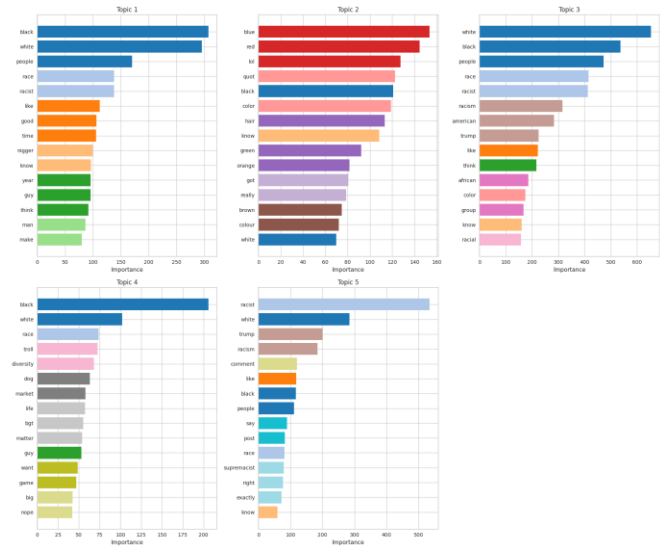 Topic 1
black
white
people
race
racist
like
good
time
nigger
know
year
guy
think
man
make
0 50 100 150 200 250 300
Importance
Topic 2
blue
red
lol
quot
black
color
hair
know
green
orange
got
really
brown
colour
white
0 20 40 60 80 100 120 140 160
Importance
Topic 3
white
black
people
race
racist
racism
american
trump
like
think
african
color
group
know
racial
0 100 200 300 400 500 600
Importance
Topic 4
black
white
race
troll
diversity
dog
market
life
bgt
matter
guy
want
game
big
nope
0 25 50 75 100 125 150 175 200
Importance
Topic 5
racist
white
trump
racism
comment
like
black
people
say
post
race
supremacist
right
exactly
know
0 100 200 300 400 500
Importance